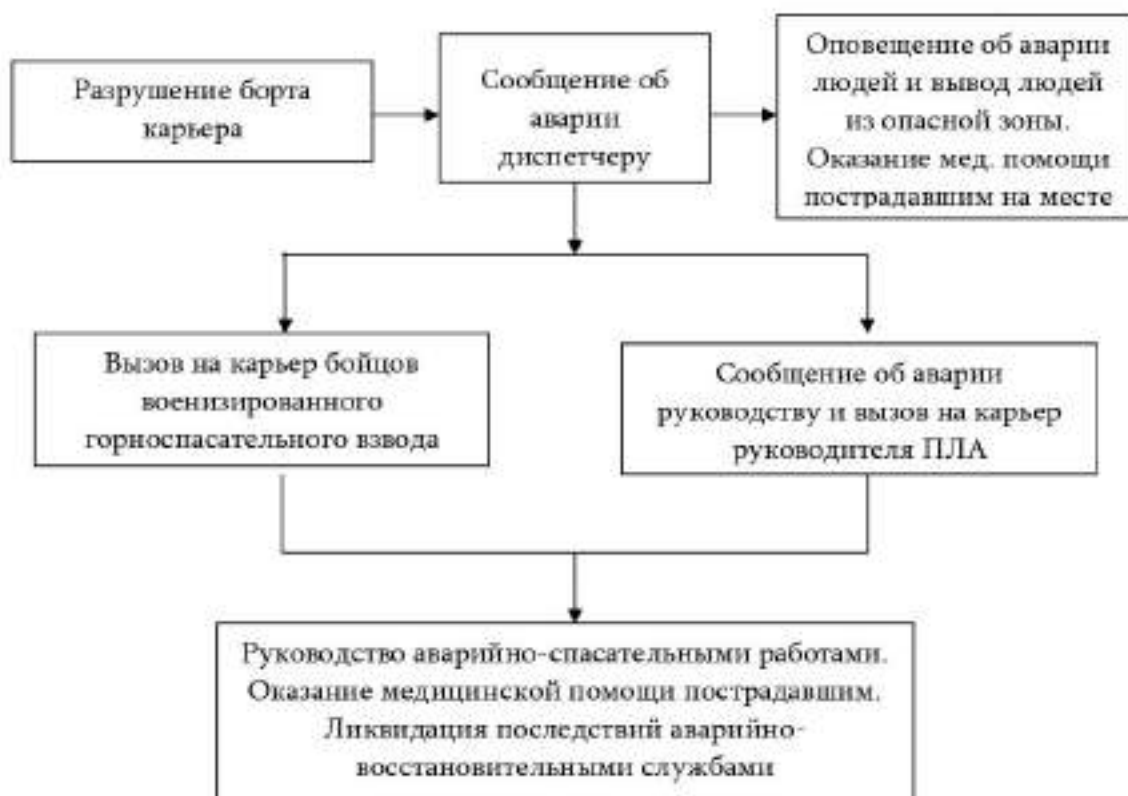 Разрушение борта
карьера
Сообщение об
аварии
диспетчеру
Оповещение об аварии
людей и вывод людей
из опасной зоны.
Оказание мед. помощи
пострадавшим на месте
Вызов на карьер бойцов
военизированного
горноспасательного взвода
Сообщение об аварии
руководству и вызов на карьер
руководителя ПЛА
Руководство аварийно-спасательными работами.
Оказание медицинской помощи пострадавшим.
Ликвидация последствий аварийно-
восстановительными службами